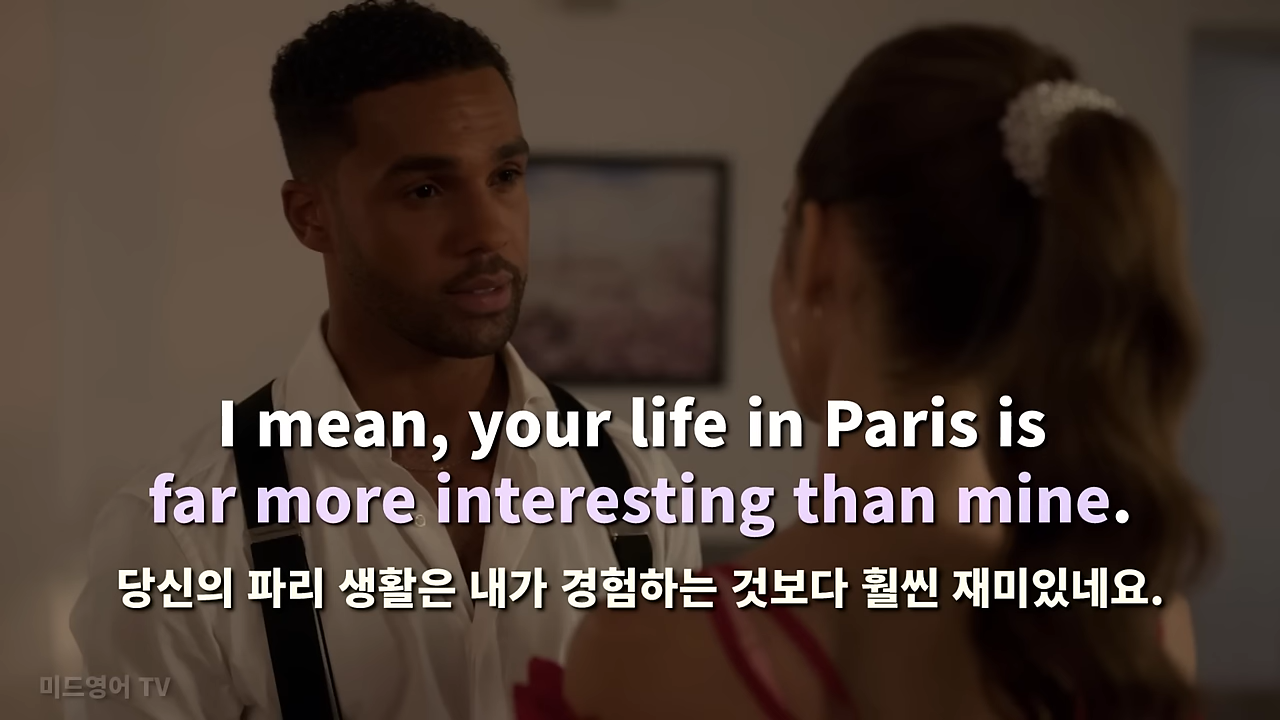 I mean, your life in Paris is
far more interesting than mine.
당신의 파리 생활은 내가 경험하는 것보다 훨씬 재미있네요.
미드영어 TV